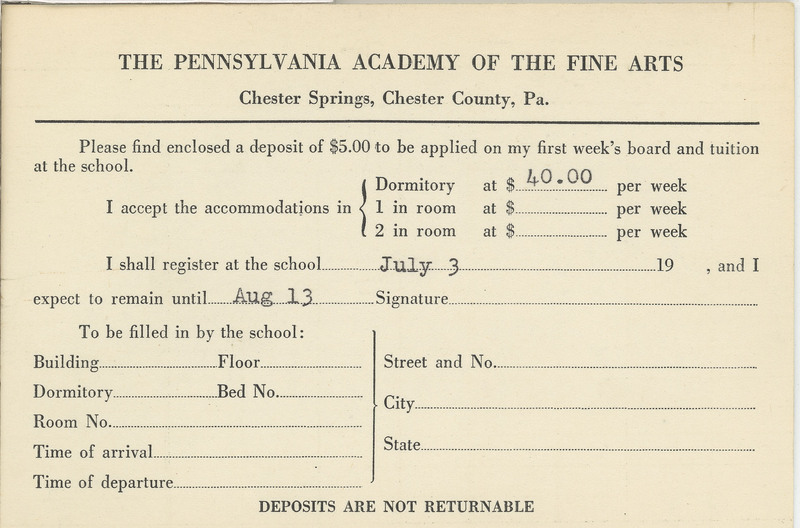 THE PENNSYLVANIA ACADEMY OF THE FINE ARTS
Chester Springs, Chester County, Pa.
Please find enclosed a deposit of $5.00 to be applied on my first week's board and tuition
at the school.
Dormitory at $ 40.00 per week
I accept the accommodations in { 1 in room at $ per week
2 in room at $ per week
I shall register at the school July 3 19 , and I
expect to remain until Aug 13 Signature
To be filled in by the school:
Building Floor
Dormitory Bed No.
Room No.
Time of arrival
Time of departure
Street and No.
City
State
DEPOSITS ARE NOT RETURNABLE